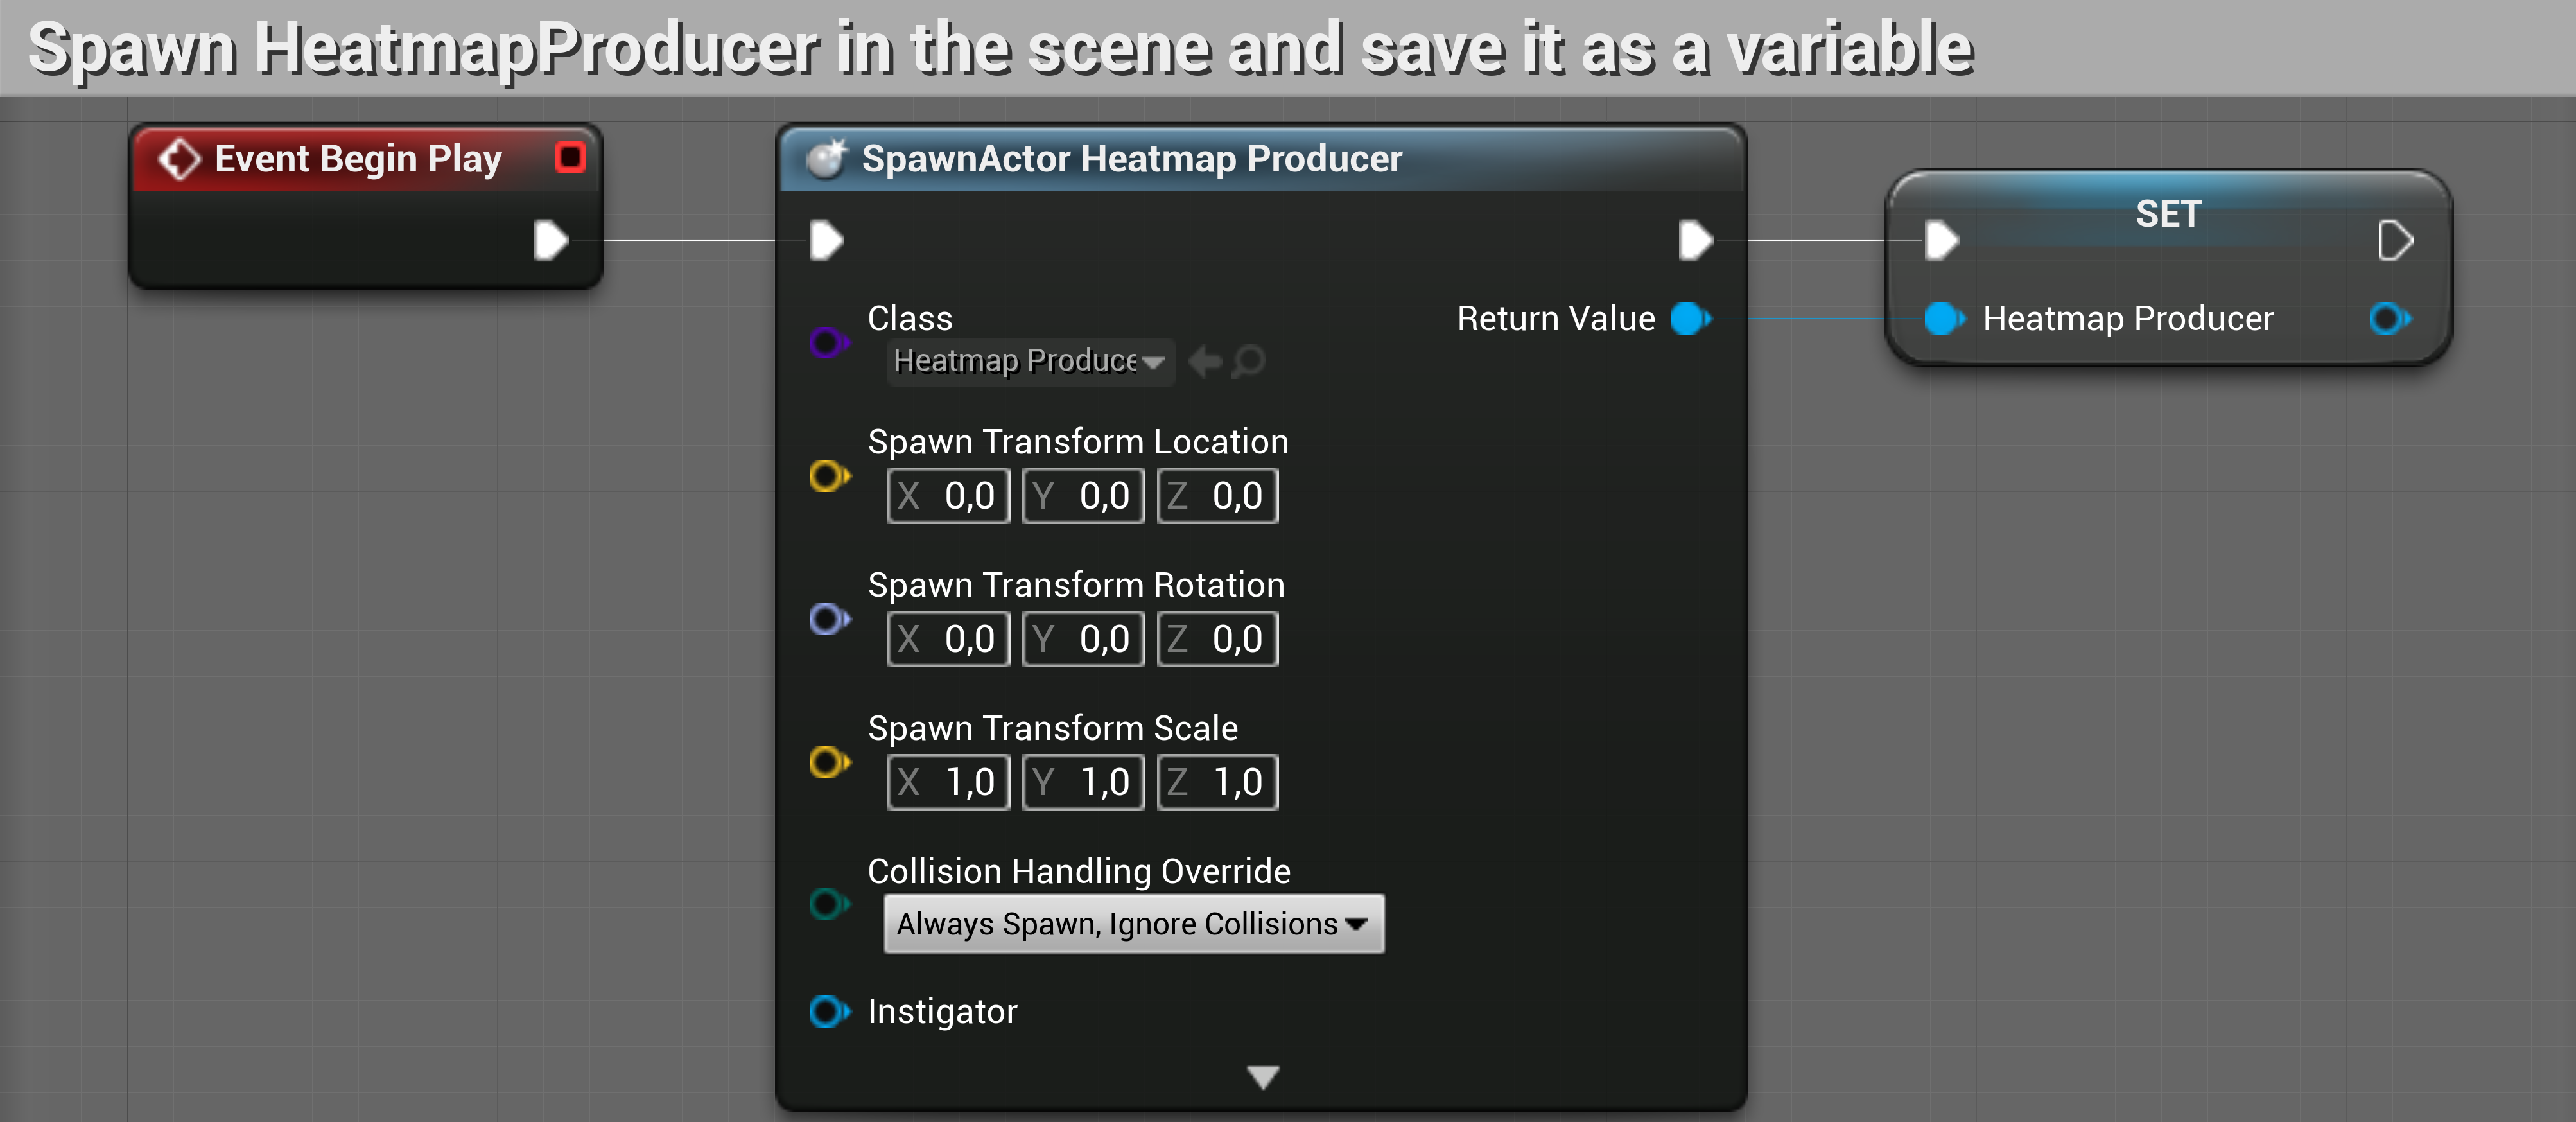 Spawn HeatmapProducer in the scene and save it as a variable
Event Begin Play
SpawnActor Heatmap Producer
Class
Heatmap Produce
Return Value
Spawn Transform Location
X 0,0 Y 0,0 Z 0,0
Spawn Transform Rotation
X 0,0 Y 0,0 Z 0,0
Spawn Transform Scale
X 1,0 Y 1,0 Z 1,0
Collision Handling Override
Always Spawn, Ignore Collisions
Instigator
SET
Heatmap Producer